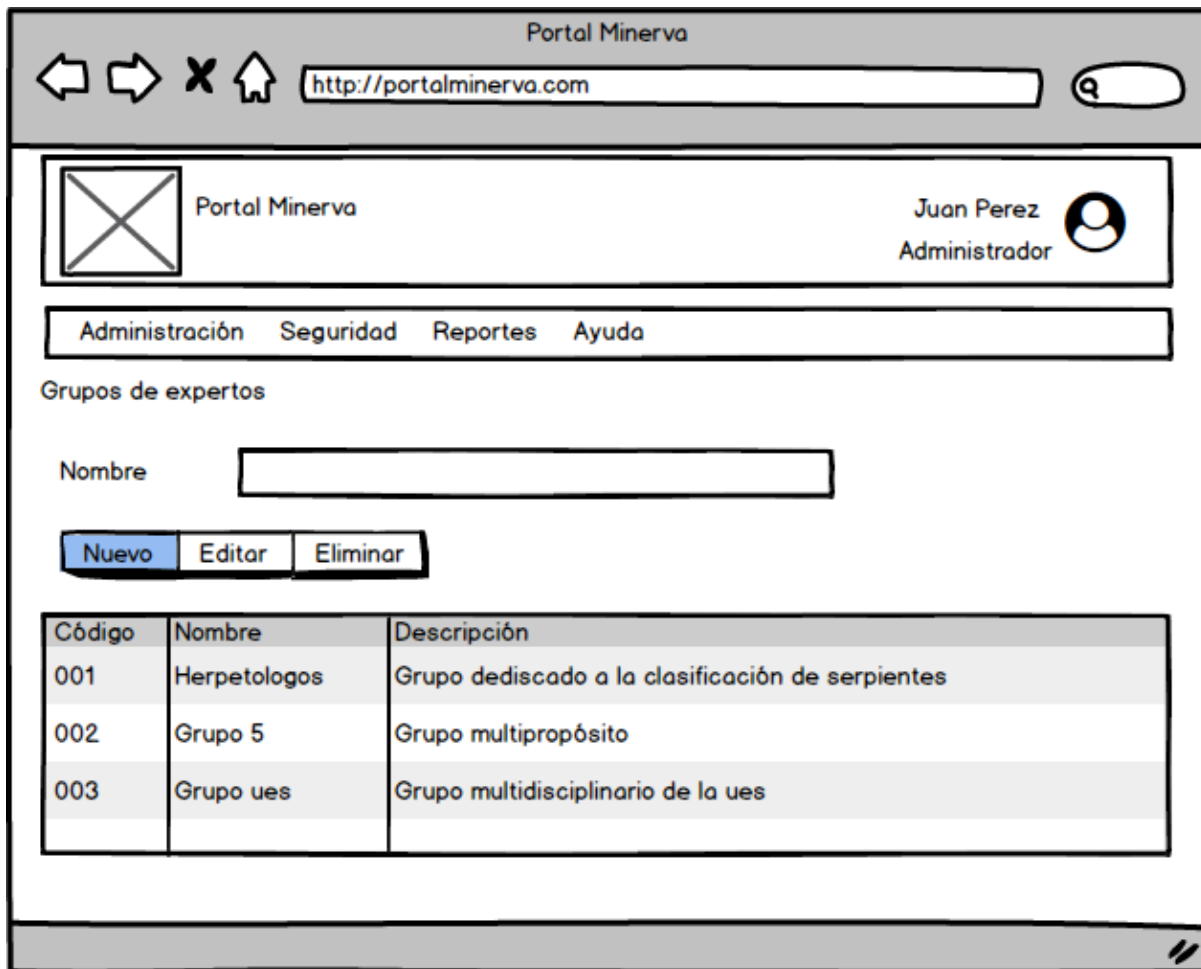 Portal Minerva
http://portalminerva.com
Portal Minerva
Juan Perez
Administrador
Administración Seguridad Reportes Ayuda
Grupos de expertos
Nombre
Nuevo Editar Eliminar
Código Nombre Descripción
001 Herpetologos Grupo dediscado a la clasificación de serpientes
002 Grupo 5 Grupo multipropósito
003 Grupo ues Grupo multidisciplinario de la ues